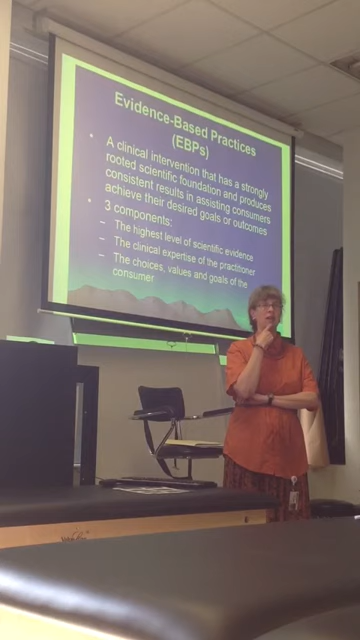 Evidence-Based Practices
(EBPs)
• A clinical intervention that has a strongly
rooted scientific foundation and produces
consistent results in assisting consumers
achieve their desired goals or outcomes
• 3 components:
– The highest level of scientific evidence
– The clinical expertise of the practitioner
– The choices, values and goals of the
consumer